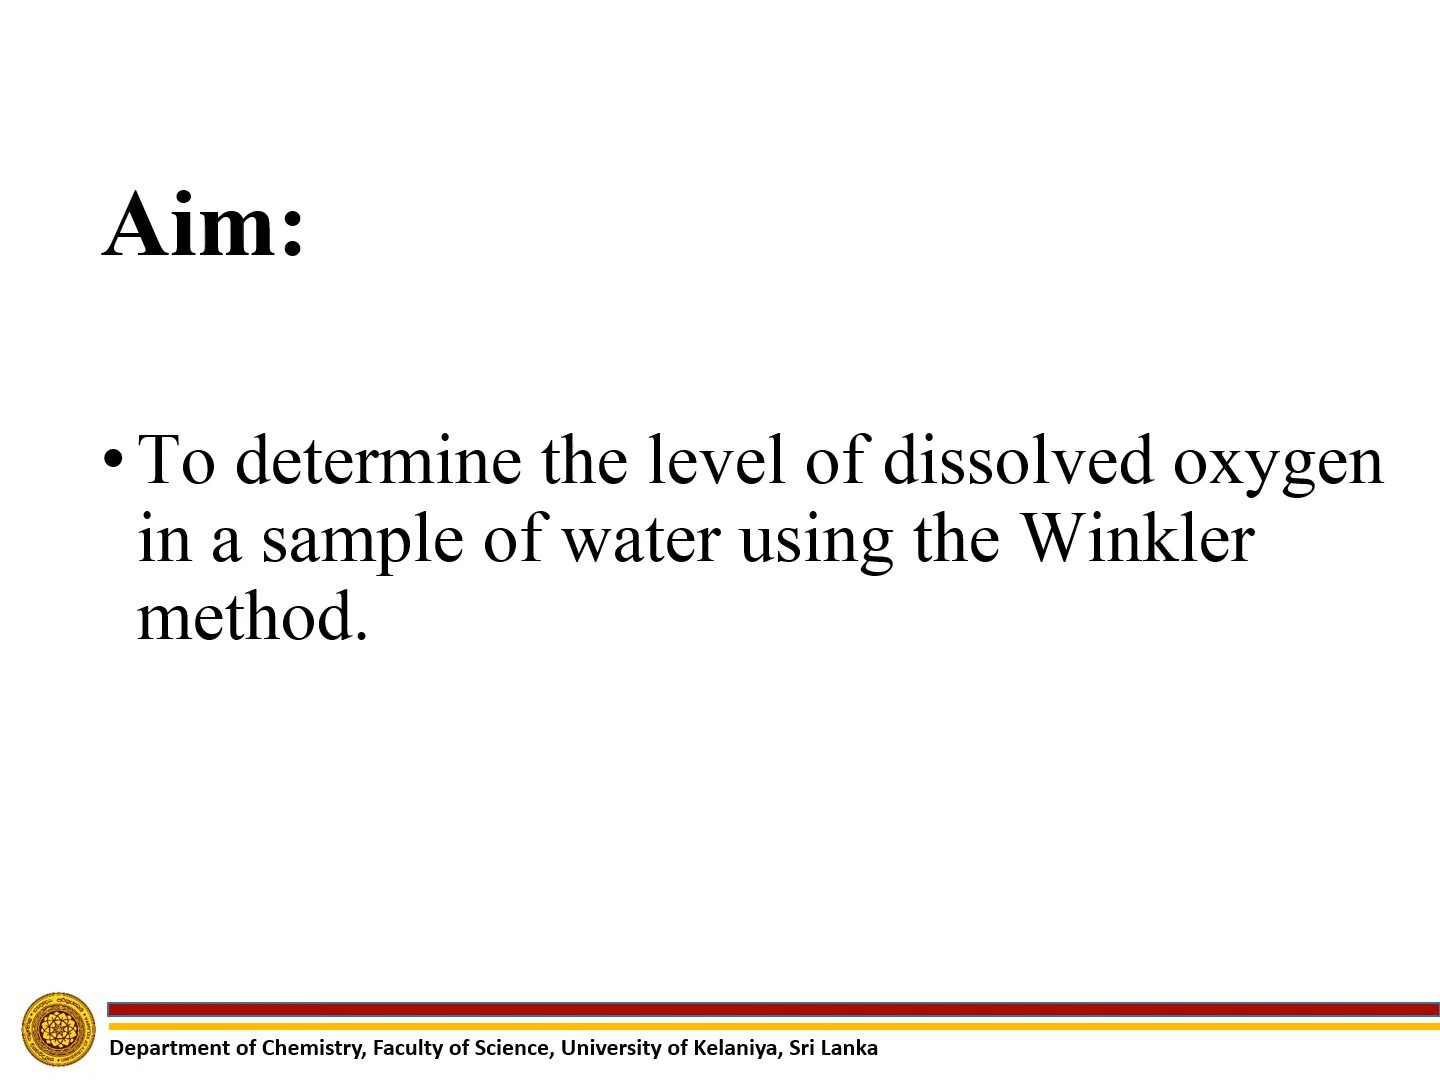 Aim:
• To determine the level of dissolved oxygen
in a sample of water using the Winkler
method.
Department of Chemistry, Faculty of Science, University of Kelaniya, Sri Lanka